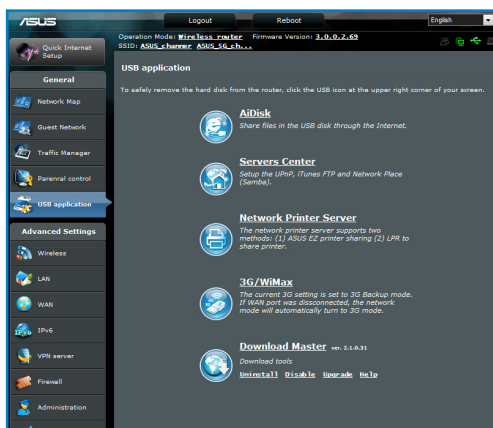 ASUS
Logout
Reboot
English
Operation Mode: Wireless router Firmware Version: 3.0.0.2.69
SSID: ASUS_channer ASUS_5G_ch...
Quick Internet
Setup
General
Network Map
Guest Network
Traffic Manager
Parenral control
USB application
Advanced Settings
Wireless
LAN
WAN
IPv6
VPN server
Firewall
Administration
USB application
To safely remove the hard disk from the router, click the USB icon at the upper right corner of your screen.
AiDisk
Share files in the USB disk through the Internet.
Servers Center
Setup the UPnP, iTunes FTP and Network Place
(Samba).
Network Printer Server
The network printer server supports two
methods: (1) ASUS EZ printer sharing (2) LPR to
share printer.
3G/WiMax
The current 3G setting is set to 3G Backup mode.
If WAN port was dissconnected, the network
mode will automatically turn to 3G mode.
Download Master ver. 2.1.0.31
Download tools
Uninstall Disable Upgrade Help